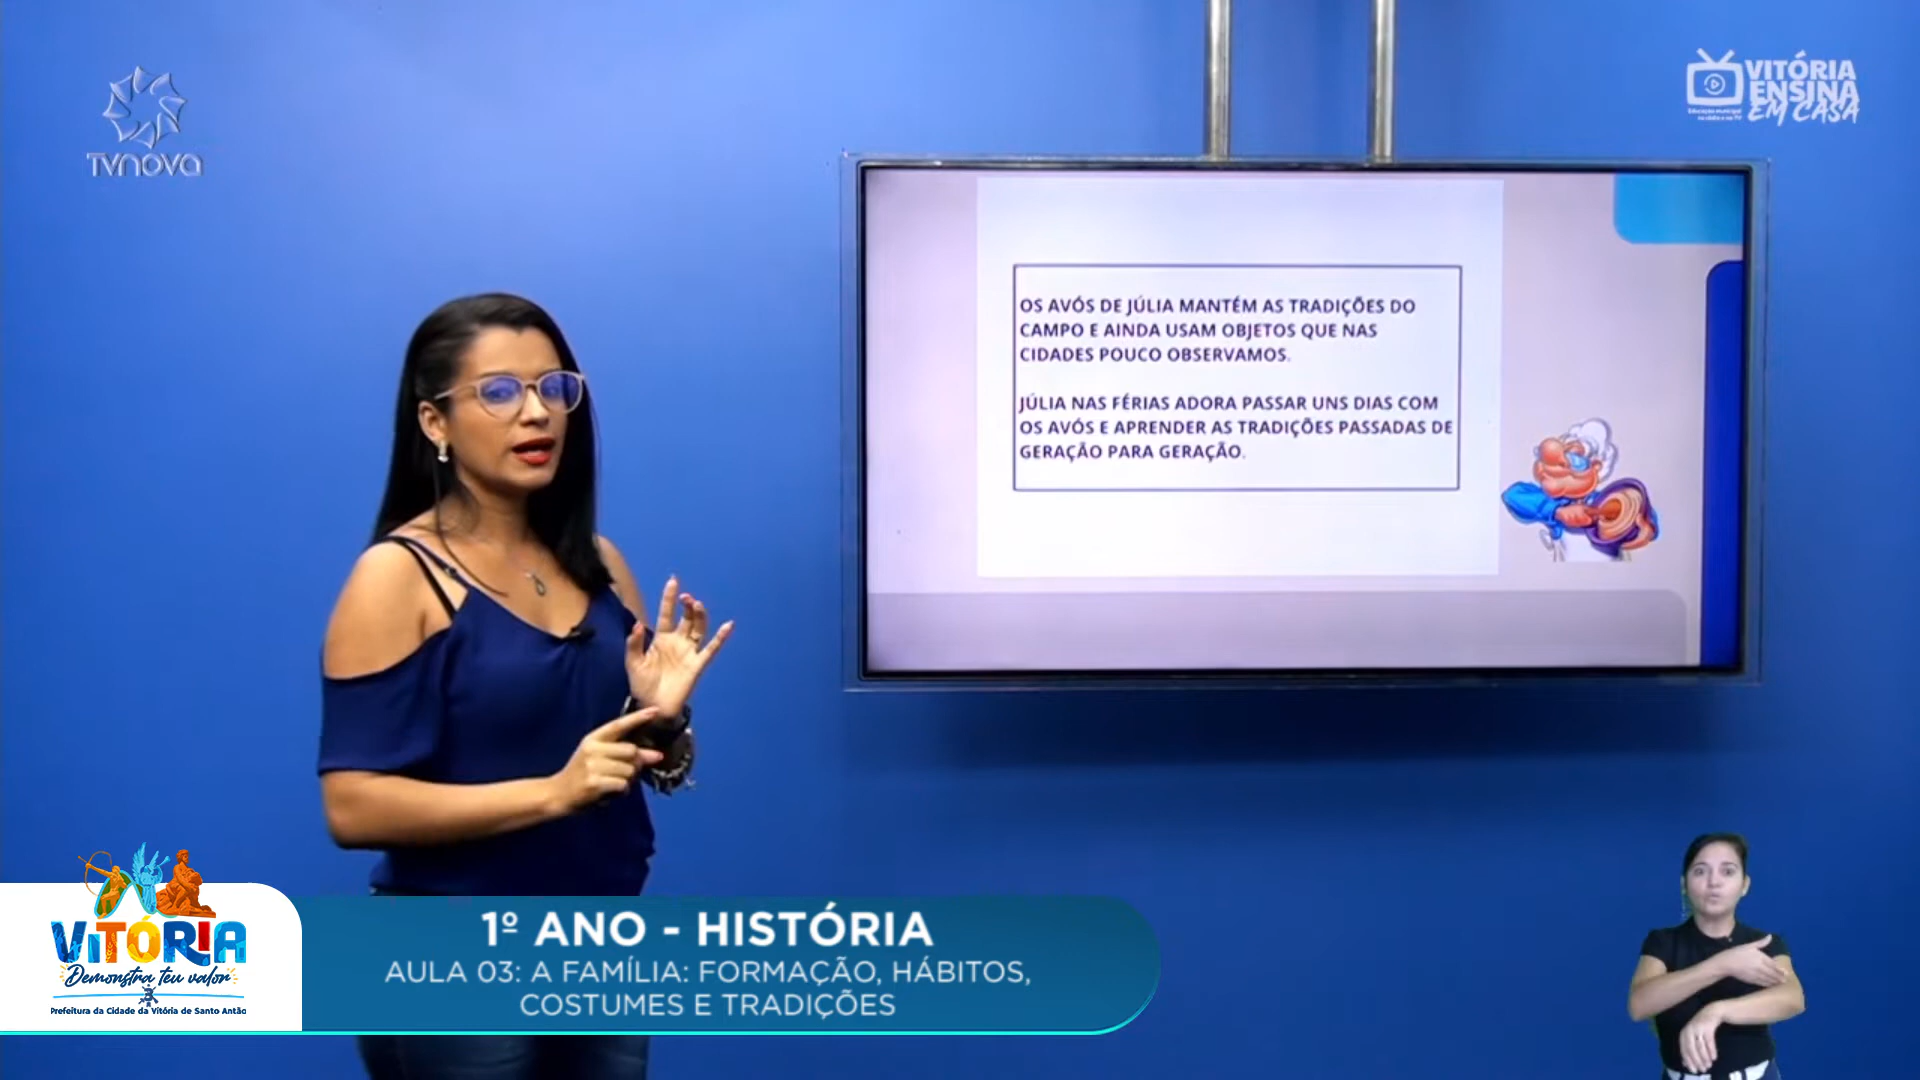 TVNOVA
VITÓRIA
ENSINA
EM CASA
OS AVÓS DE JÚLIA MANTÉM AS TRADIÇÕES DO
CAMPO E AINDA USAM OBJETOS QUE NAS
CIDADES POUCO OBSERVAMOS.
JÚLIA NAS FÉRIAS ADORA PASSAR UNS DIAS COM
OS AVÓS E APRENDER AS TRADIÇÕES PASSADAS DE
GERAÇÃO PARA GERAÇÃO.
VITÓRIA
Demonstra teu valor
Prefeitura da Cidade da Vitória de Santo Antão
1º ANO - HISTÓRIA
AULA 03: A FAMÍLIA: FORMAÇÃO, HÁBITOS,
COSTUMES E TRADIÇÕES